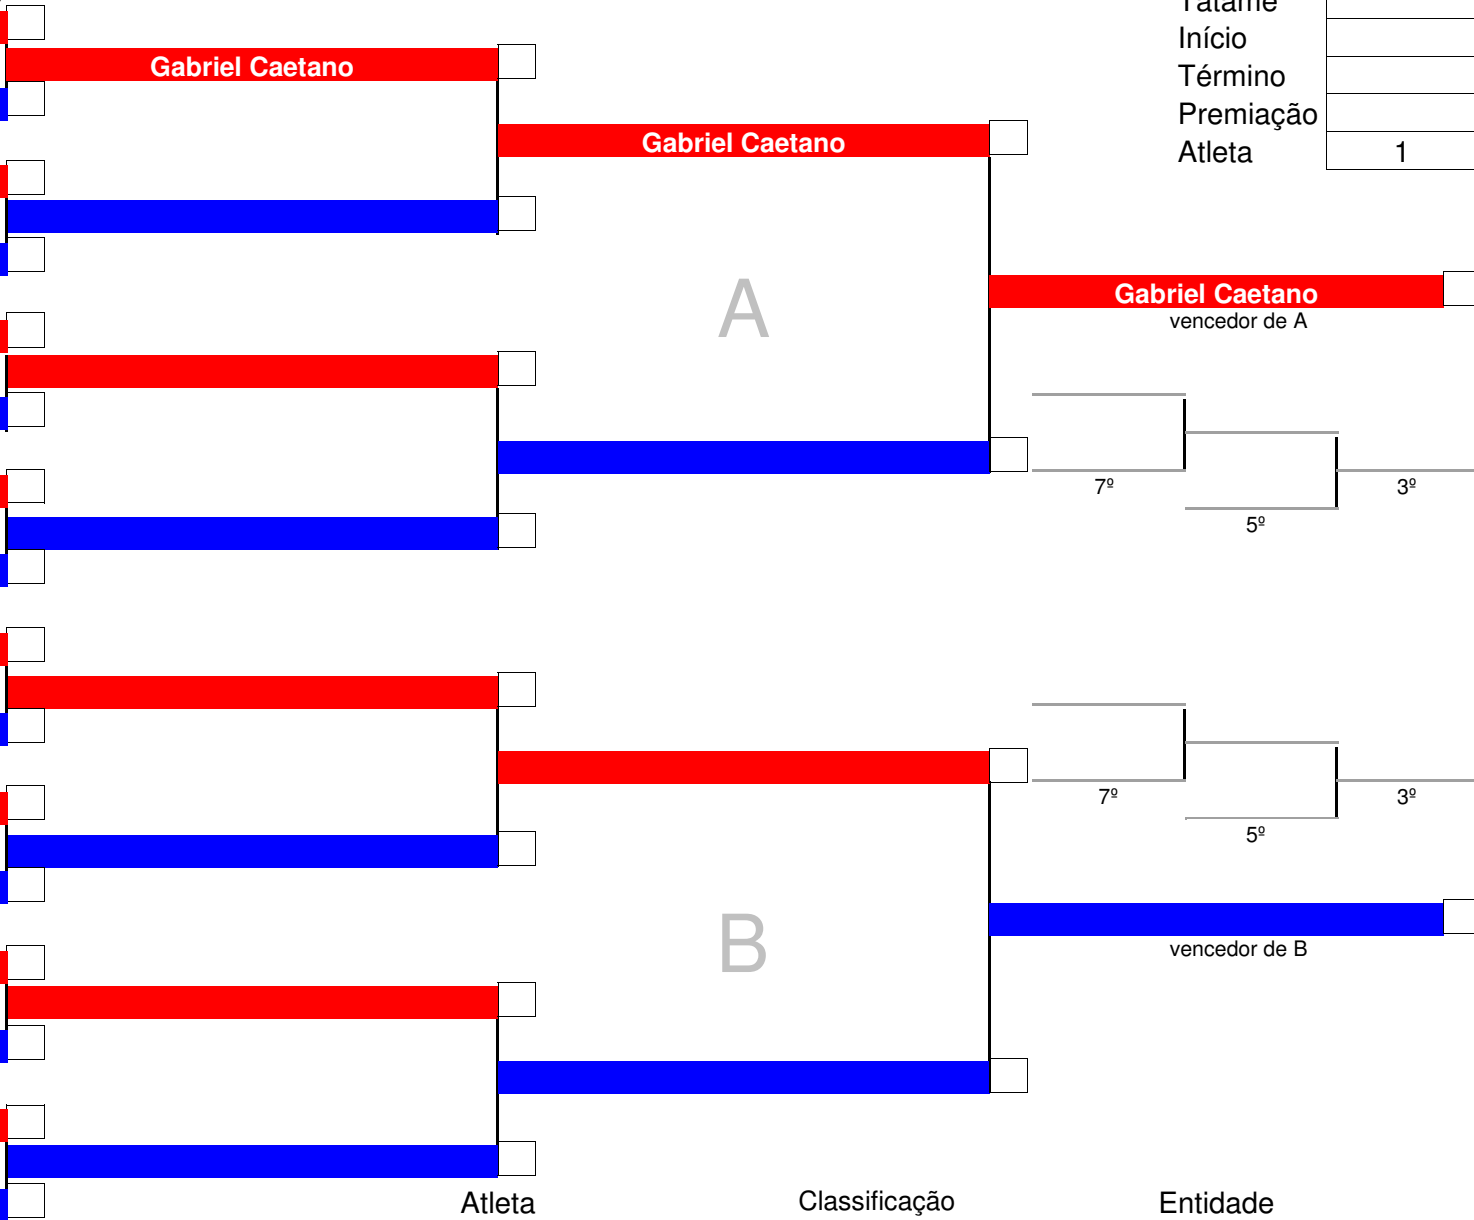 Tatame
Início
Gabriel Caetano
Término
Premiação
Gabriel Caetano
Atleta 1
A
Gabriel Caetano
vencedor de A
7º 3º
5º
7º 3º
5º
B
vencedor de B
Atleta Classificação Entidade